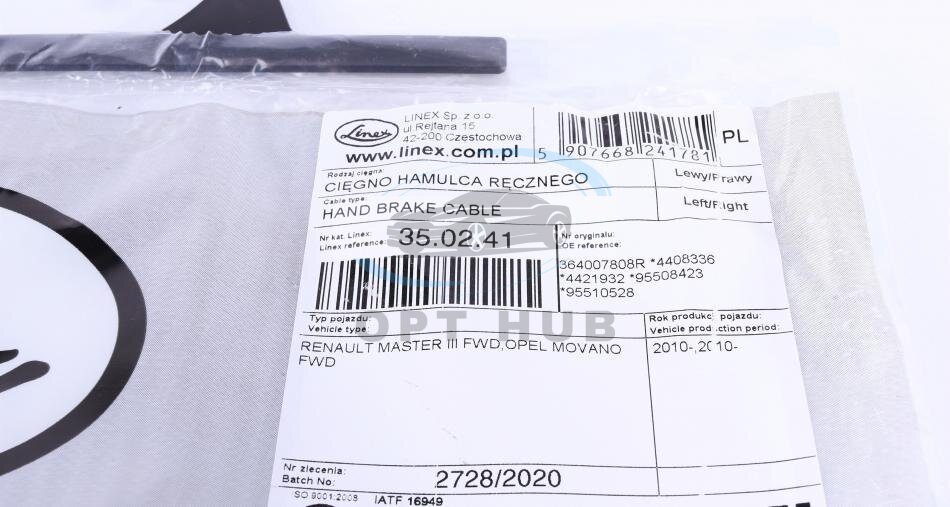 Linex
LINEX Sp. z o.o.
ul.Rejtana 15
42-200 Częstochowa
www.linex.com.pl
5 907668 241781
PL
Rodzaj cięgna:
CIĘGNO HAMULCA RĘCZNEGO
Lewy/Prawy
Cable type:
HAND BRAKE CABLE
Left/Right
Nr kat. Linex:
Linex reference:
35.02.41
Nr oryginału:
OE reference:
364007808R *4408336
*4421932 *95508423
*95510528
OPT HUB
Typ pojazdu:
Vehicle type:
Rok produkcji pojazdu:
Vehicle production period:
RENAULT MASTER III FWD,OPEL MOVANO
FWD
2010-,2010-
Nr zlecenia:
Batch No:
2728/2020
ISO 9001:2008
IATF 16949